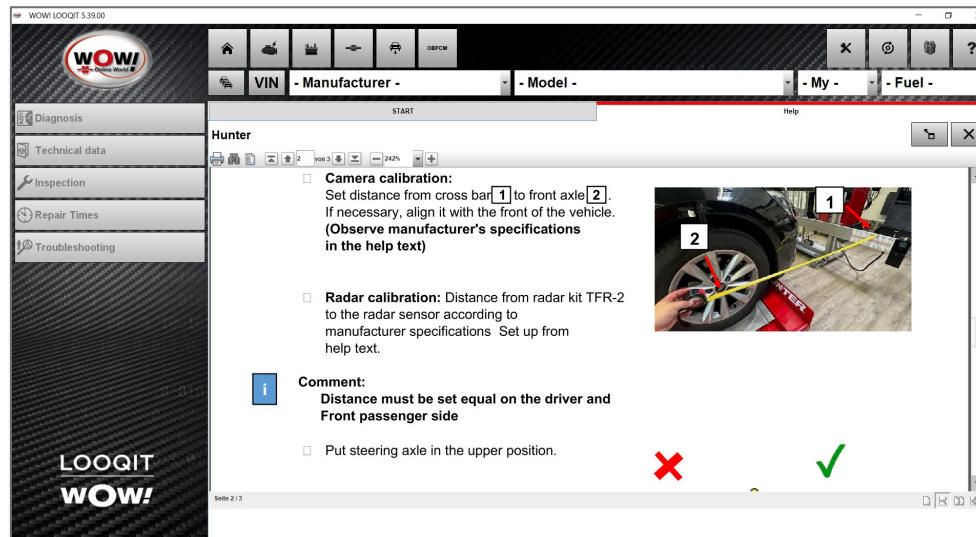 WOW! LOOQIT 5.39.00
WOW!
Online World
OBFCM
?
VIN
- Manufacturer -
- Model -
- My -
- Fuel -
Diagnosis
Technical data
Inspection
Repair Times
Troubleshooting
START
Help
Hunter
2 von 3
242%
Camera calibration:
Set distance from cross bar 1 to front axle 2.
If necessary, align it with the front of the vehicle.
(Observe manufacturer's specifications
in the help text)
1
2
HUNTER
Radar calibration: Distance from radar kit TFR-2
to the radar sensor according to
manufacturer specifications Set up from
help text.
i
Comment:
Distance must be set equal on the driver and
Front passenger side
Put steering axle in the upper position.
Seite 2 / 3
LOOQIT
WOW!